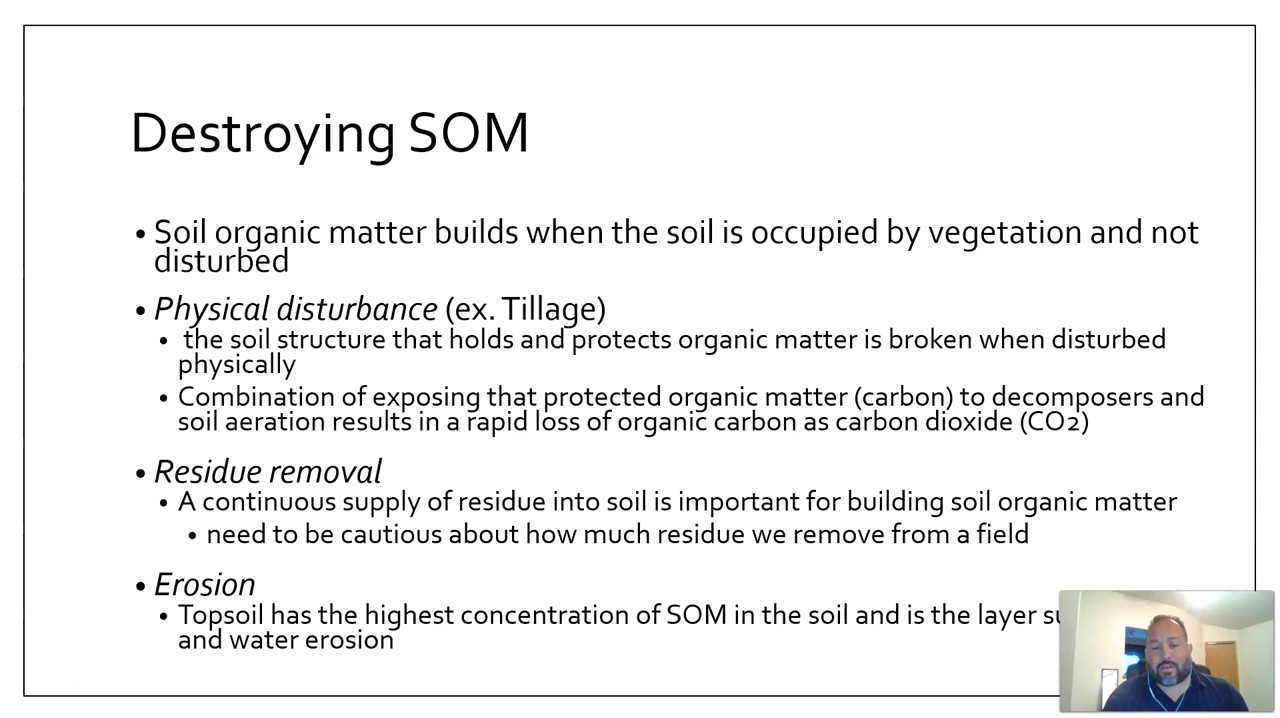 Destroying SOM
• Soil organic matter builds when the soil is occupied by vegetation and not
disturbed
• Physical disturbance (ex. Tillage)
• the soil structure that holds and protects organic matter is broken when disturbed
physically
• Combination of exposing that protected organic matter (carbon) to decomposers and
soil aeration results in a rapid loss of organic carbon as carbon dioxide (CO2)
• Residue removal
• A continuous supply of residue into soil is important for building soil organic matter
• need to be cautious about how much residue we remove from a field
• Erosion
• Topsoil has the highest concentration of SOM in the soil and is the layer
and water erosion